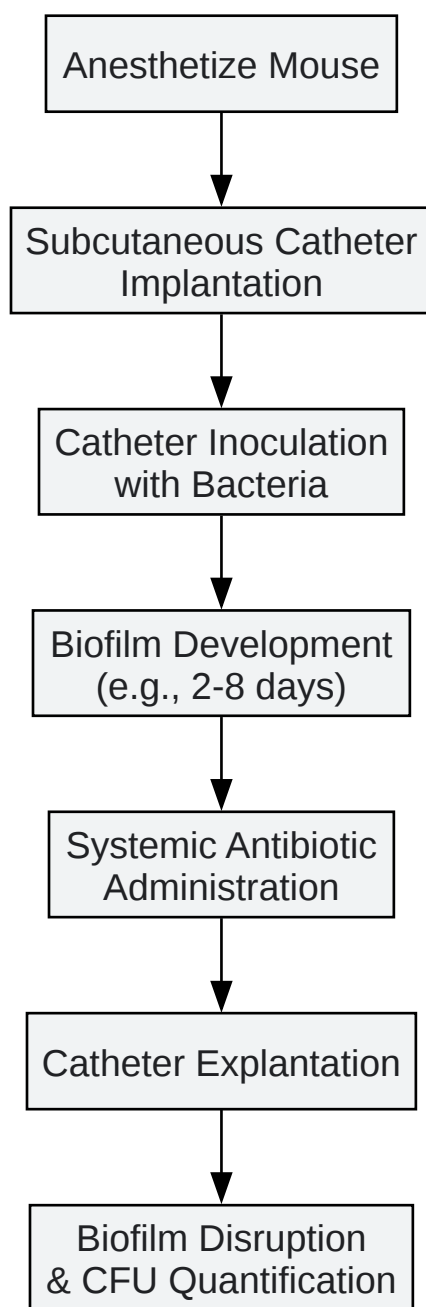 Anesthetize Mouse
Subcutaneous Catheter
Implantation
Catheter Inoculation
with Bacteria
Biofilm Development
(e.g., 2-8 days)
Systemic Antibiotic
Administration
Catheter Explantation
Biofilm Disruption
& CFU Quantification